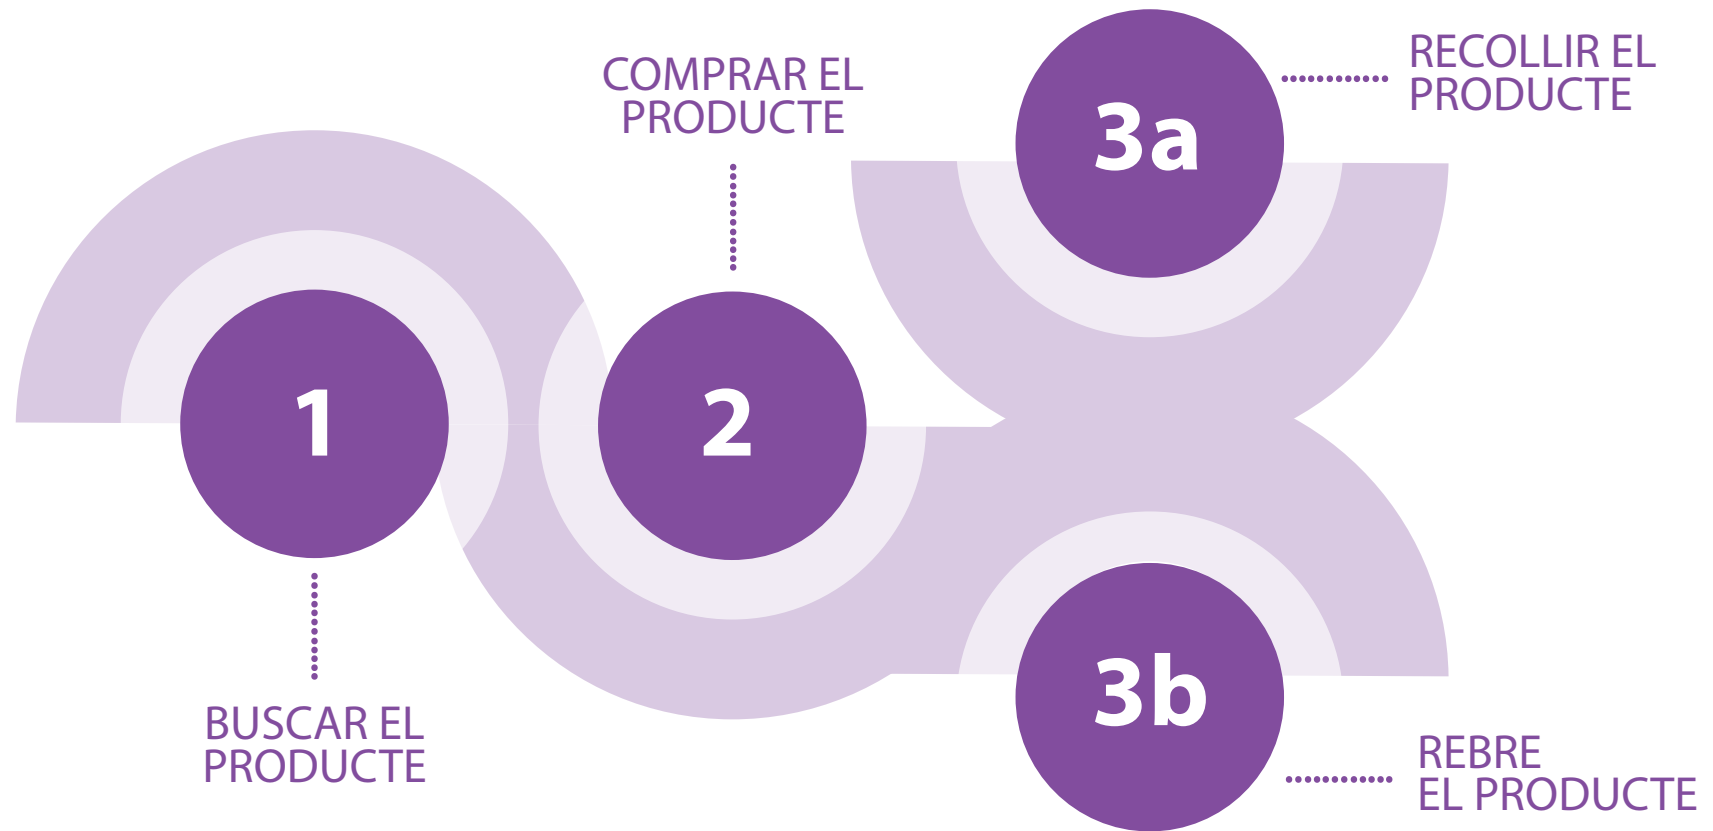 1
BUSCAR EL
PRODUCTE
COMPRAR EL
PRODUCTE
2
3a
RECOLLIR EL
PRODUCTE
3b
REBRE
EL PRODUCTE